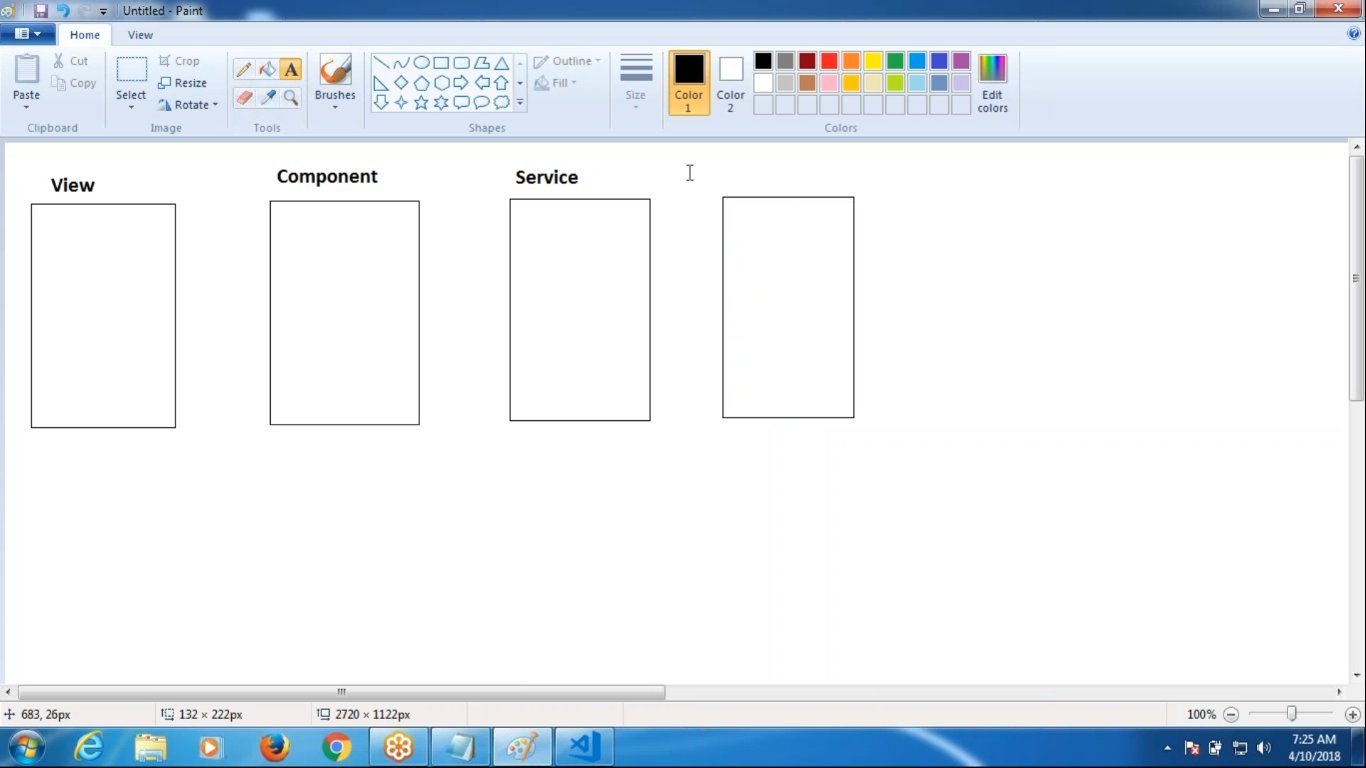 Untitled - Paint
Home View
Paste
Cut
Copy
Clipboard
Select
Crop
Resize
Rotate
Image
A
Tools
Brushes
Outline
Fill
Shapes
Size
Color 1
Color 2
Edit colors
Colors
View Component Service
683, 26px 132 × 222px 2720 × 1122px 100%
7:25 AM
4/10/2018